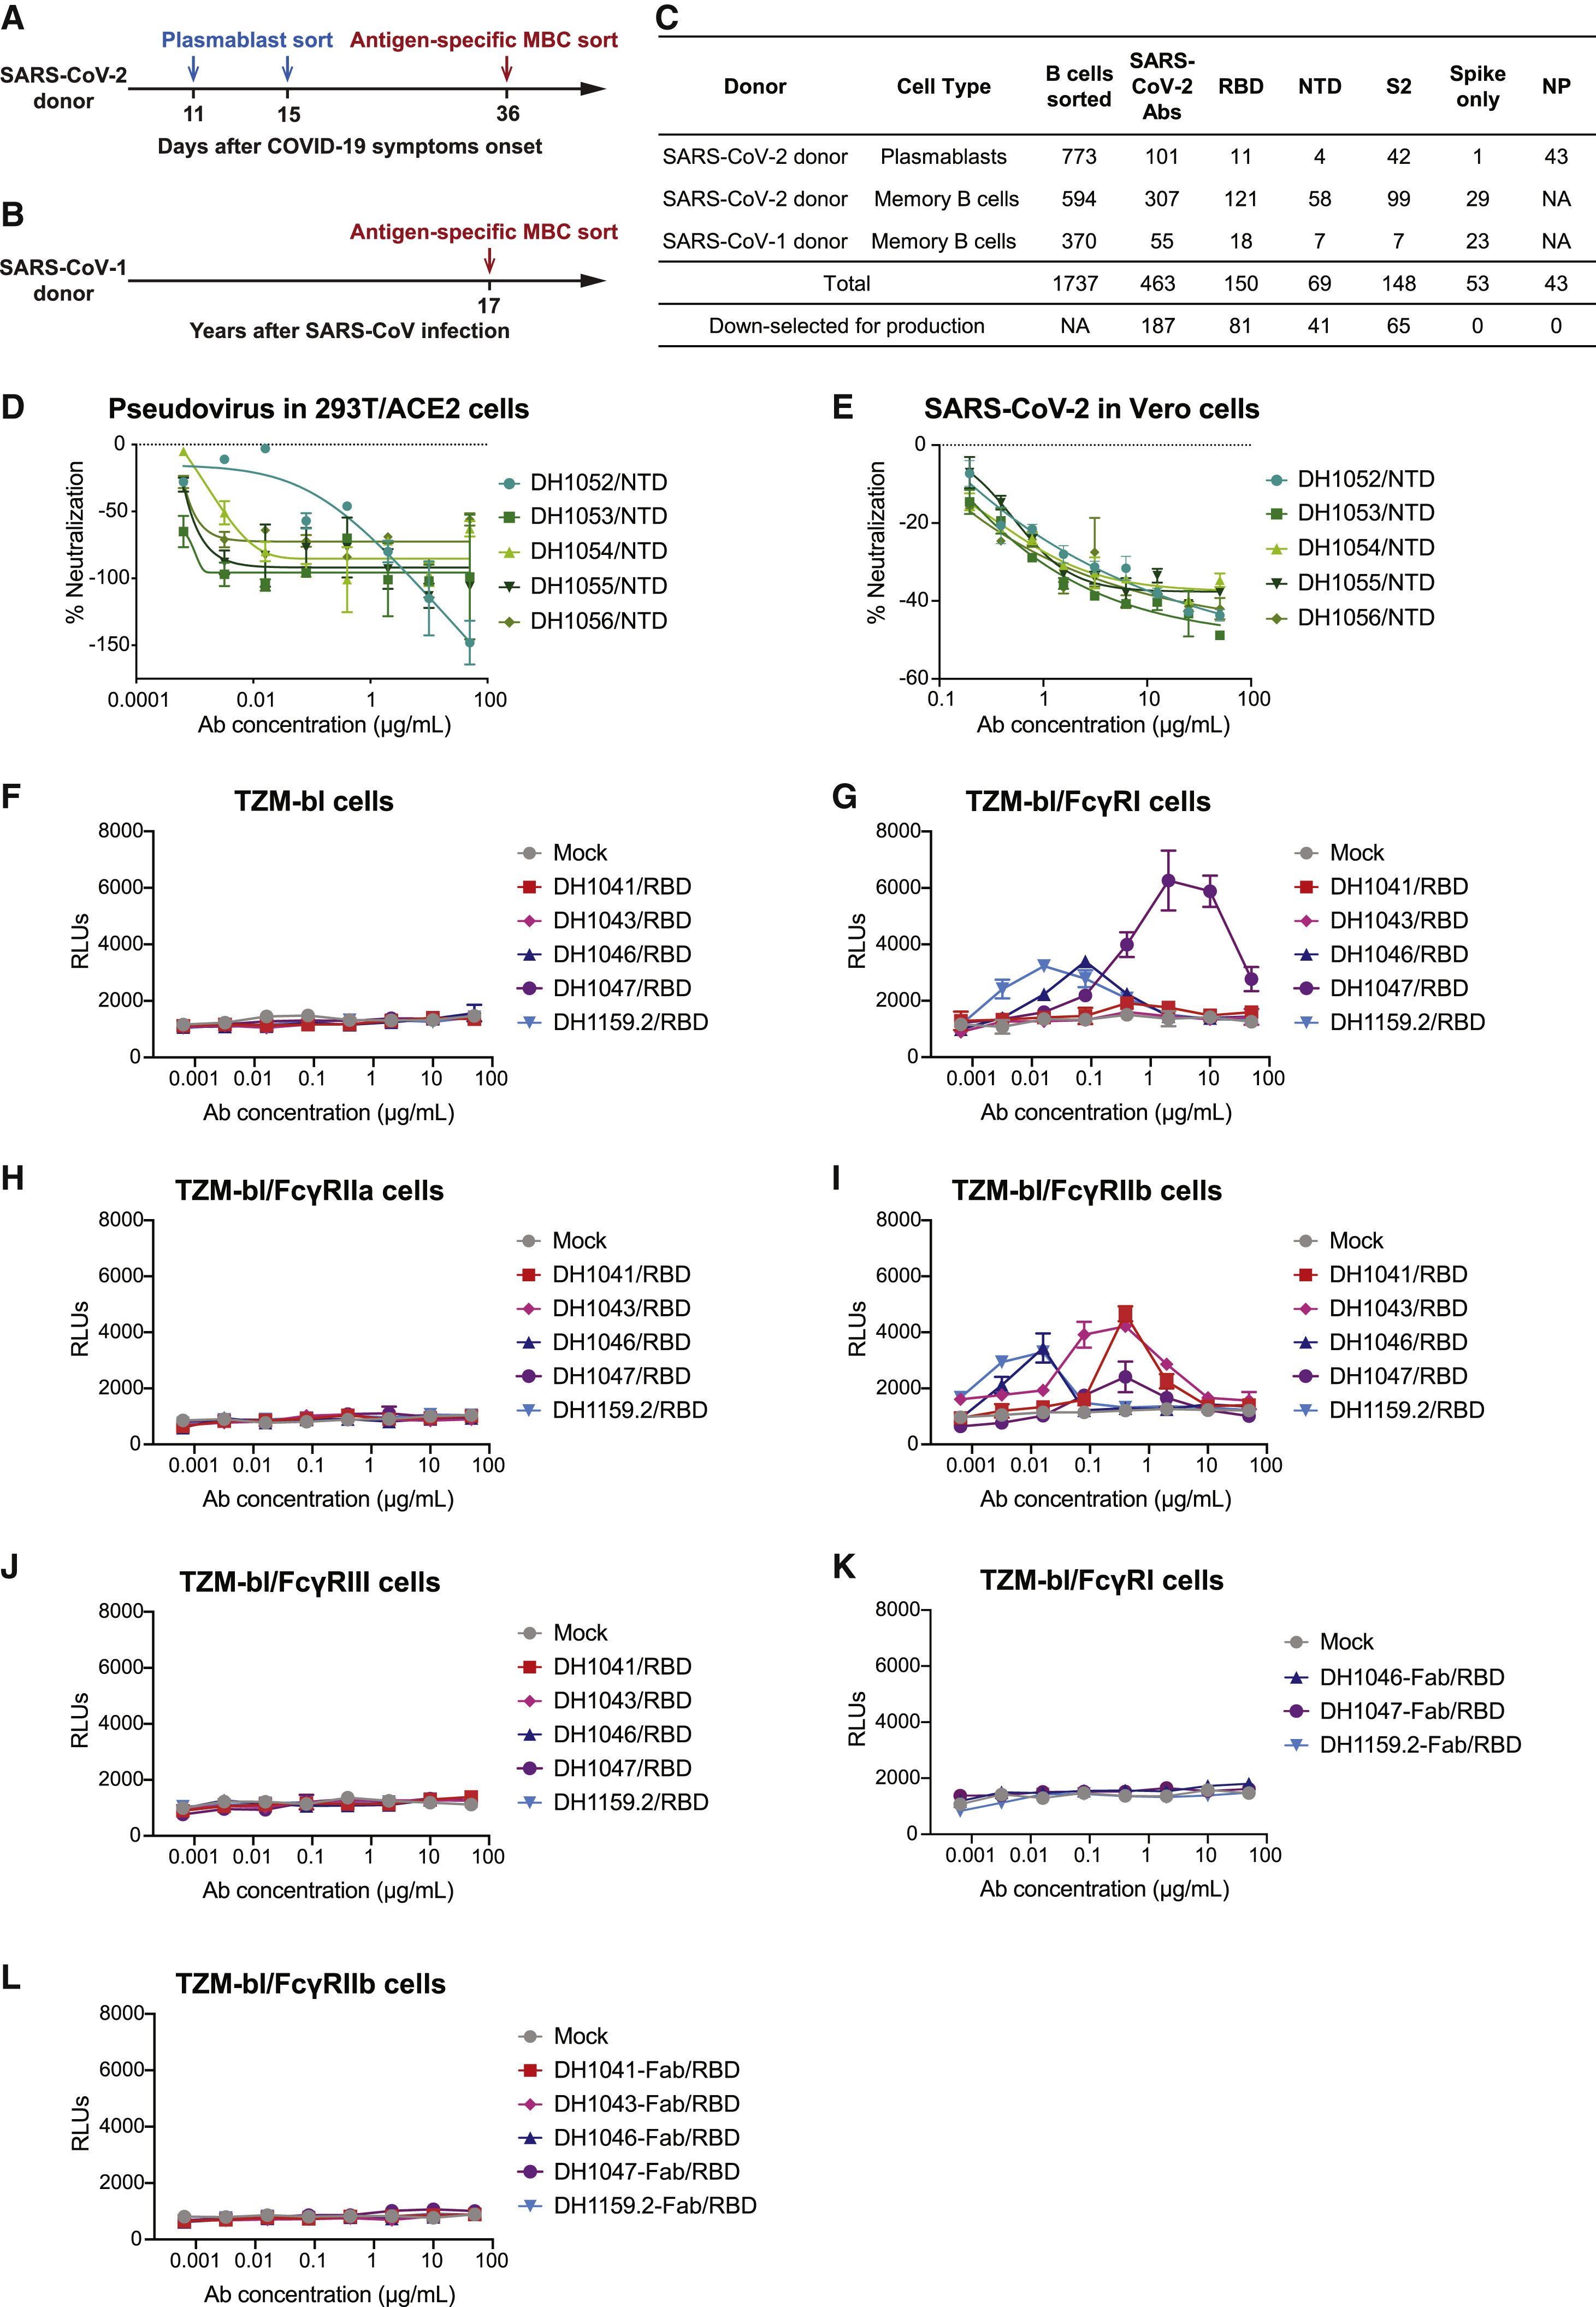 A
Plasmablast sort
Antigen-specific MBC sort
SARS-CoV-2
donor
11
15
36
Days after COVID-19 symptoms onset
B
Antigen-specific MBC sort
SARS-CoV-1
donor
17
Years after SARS-CoV infection
C
Donor Cell Type B cells sorted SARS-CoV-2 Abs RBD NTD S2 Spike only NP
SARS-CoV-2 donor Plasmablasts 773 101 11 4 42 1 43
SARS-CoV-2 donor Memory B cells 594 307 121 58 99 29 NA
SARS-CoV-1 donor Memory B cells 370 55 18 7 7 23 NA
Total 1737 463 150 69 148 53 43
Down-selected for production NA 187 81 41 65 0 0
D
Pseudovirus in 293T/ACE2 cells
% Neutralization
0
-50
-100
-150
0.0001 0.01 1 100
Ab concentration (µg/mL)
DH1052/NTD
DH1053/NTD
DH1054/NTD
DH1055/NTD
DH1056/NTD
E
SARS-CoV-2 in Vero cells
% Neutralization
0
-20
-40
-60
0.1 1 10 100
Ab concentration (µg/mL)
DH1052/NTD
DH1053/NTD
DH1054/NTD
DH1055/NTD
DH1056/NTD
F
TZM-bl cells
RLUs
8000
6000
4000
2000
0
0.001 0.01 0.1 1 10 100
Ab concentration (µg/mL)
Mock
DH1041/RBD
DH1043/RBD
DH1046/RBD
DH1047/RBD
DH1159.2/RBD
G
TZM-bl/FcγRI cells
RLUs
8000
6000
4000
2000
0
0.001 0.01 0.1 1 10 100
Ab concentration (µg/mL)
Mock
DH1041/RBD
DH1043/RBD
DH1046/RBD
DH1047/RBD
DH1159.2/RBD
H
TZM-bl/FcγRIIa cells
RLUs
8000
6000
4000
2000
0
0.001 0.01 0.1 1 10 100
Ab concentration (µg/mL)
Mock
DH1041/RBD
DH1043/RBD
DH1046/RBD
DH1047/RBD
DH1159.2/RBD
I
TZM-bl/FcγRIIb cells
RLUs
8000
6000
4000
2000
0
0.001 0.01 0.1 1 10 100
Ab concentration (µg/mL)
Mock
DH1041/RBD
DH1043/RBD
DH1046/RBD
DH1047/RBD
DH1159.2/RBD
J
TZM-bl/FcγRIII cells
RLUs
8000
6000
4000
2000
0
0.001 0.01 0.1 1 10 100
Ab concentration (µg/mL)
Mock
DH1041/RBD
DH1043/RBD
DH1046/RBD
DH1047/RBD
DH1159.2/RBD
K
TZM-bl/FcγRI cells
RLUs
8000
6000
4000
2000
0
0.001 0.01 0.1 1 10 100
Ab concentration (µg/mL)
Mock
DH1046-Fab/RBD
DH1047-Fab/RBD
DH1159.2-Fab/RBD
L
TZM-bl/FcγRIIb cells
RLUs
8000
6000
4000
2000
0
0.001 0.01 0.1 1 10 100
Ab concentration (µg/mL)
Mock
DH1041-Fab/RBD
DH1043-Fab/RBD
DH1046-Fab/RBD
DH1047-Fab/RBD
DH1159.2-Fab/RBD